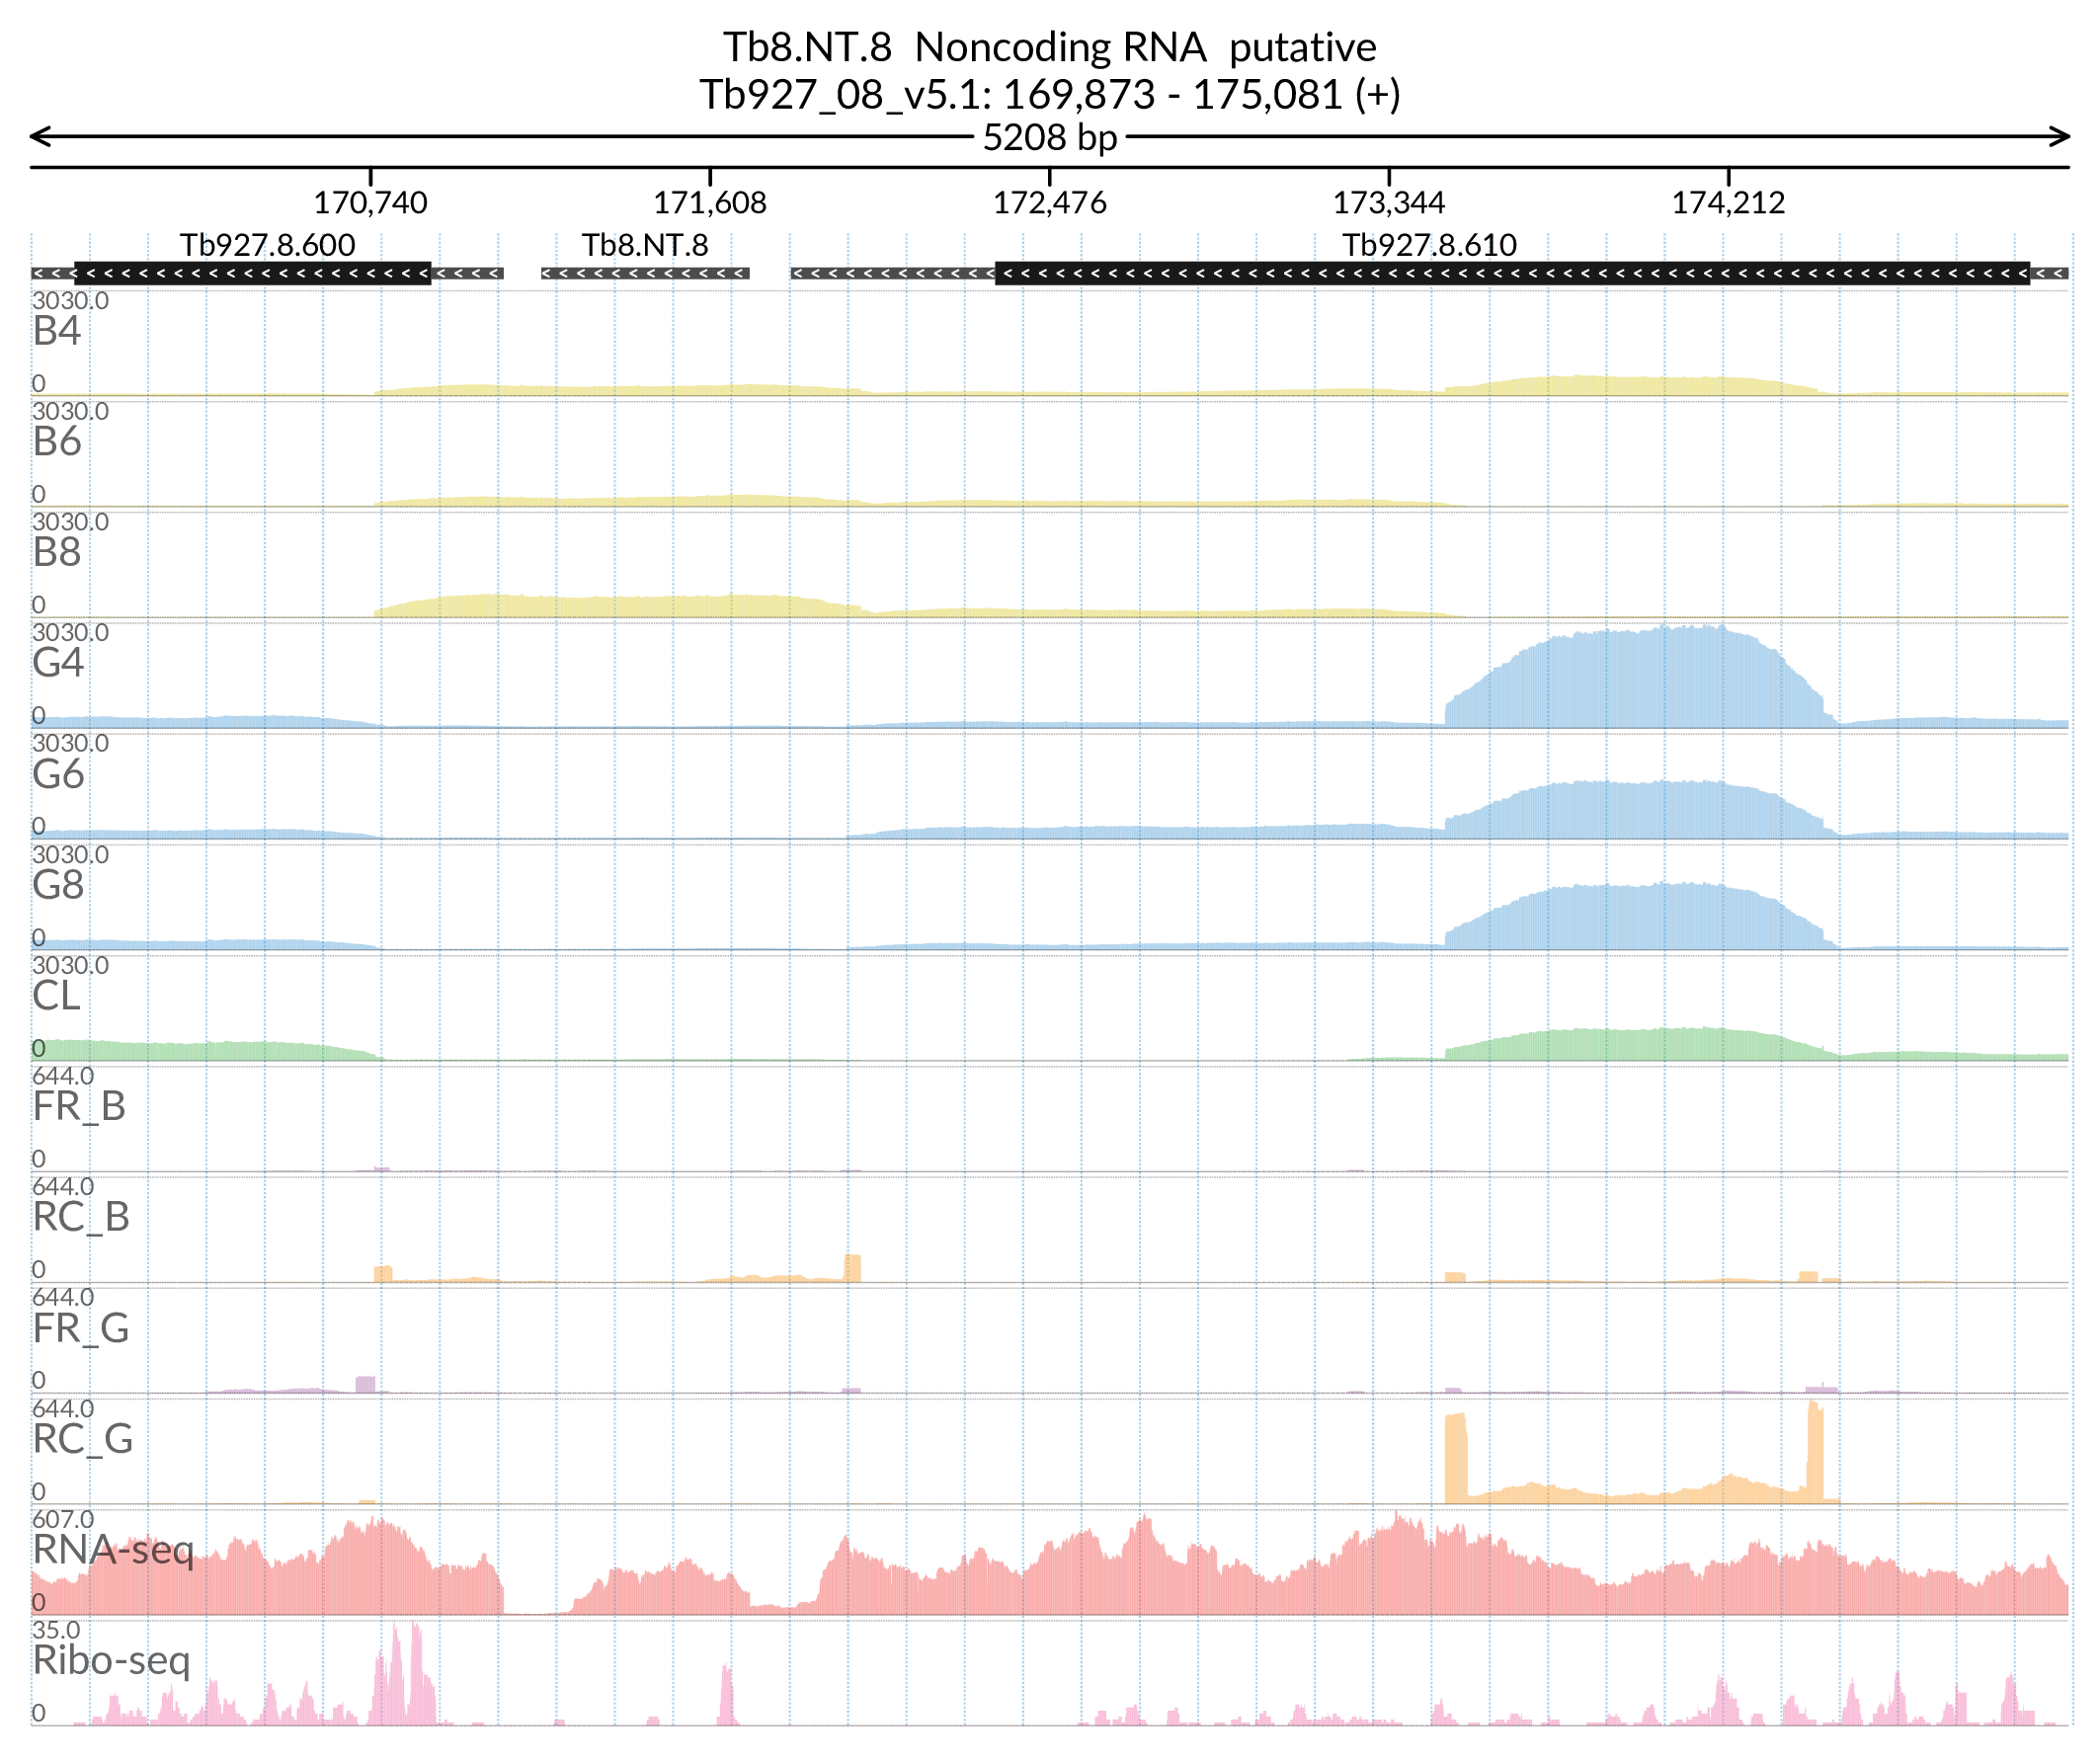 Tb8.NT.8 Noncoding RNA putative
Tb927_08_v5.1: 169,873 - 175,081 (+)
5208 bp
170,740 171,608 172,476 173,344 174,212
Tb927.8.600 Tb8.NT.8 Tb927.8.610
3030.0
B4
0
3030.0
B6
0
3030.0
B8
0
3030.0
G4
0
3030.0
G6
0
3030.0
G8
0
3030.0
CL
0
644.0
FR_B
0
644.0
RC_B
0
644.0
FR_G
0
644.0
RC_G
0
607.0
RNA-seq
0
35.0
Ribo-seq
0